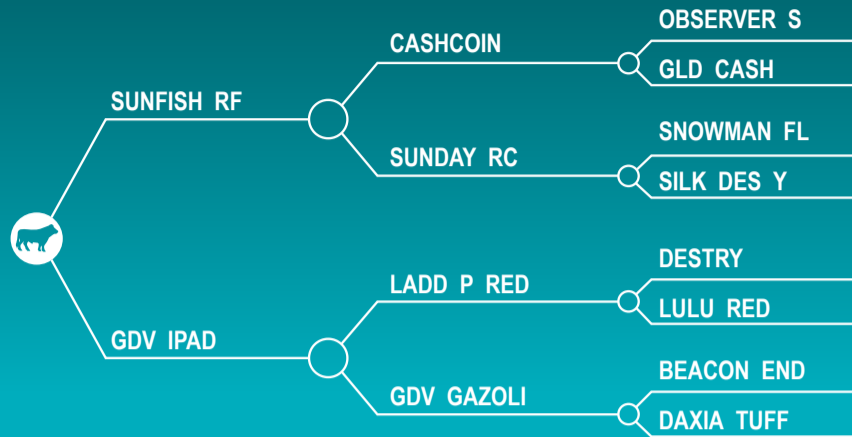 OBSERVER S
CASHCOIN
GLD CASH
SUNFISH RF
SNOWMAN FL
SUNDAY RC
SILK DES Y
DESTRY
LADD P RED
LULU RED
GDV IPAD
BEACON END
GDV GAZOLI
DAXIA TUFF